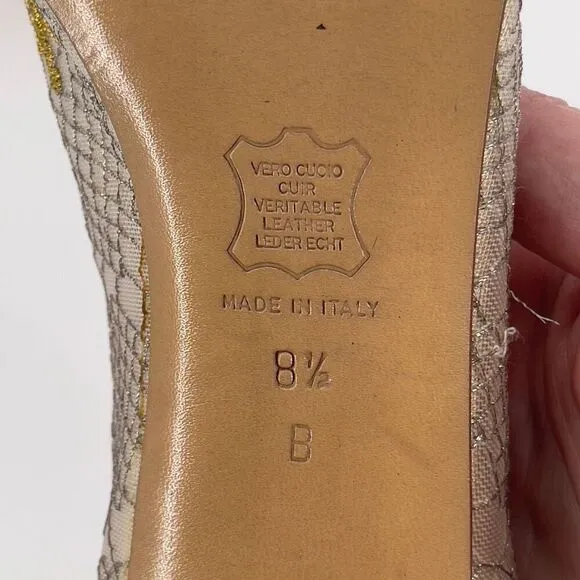 VERO CUOIO
CUIR
VERITABLE
LEATHER
LEDER ECHT
MADE IN ITALY
8½
B